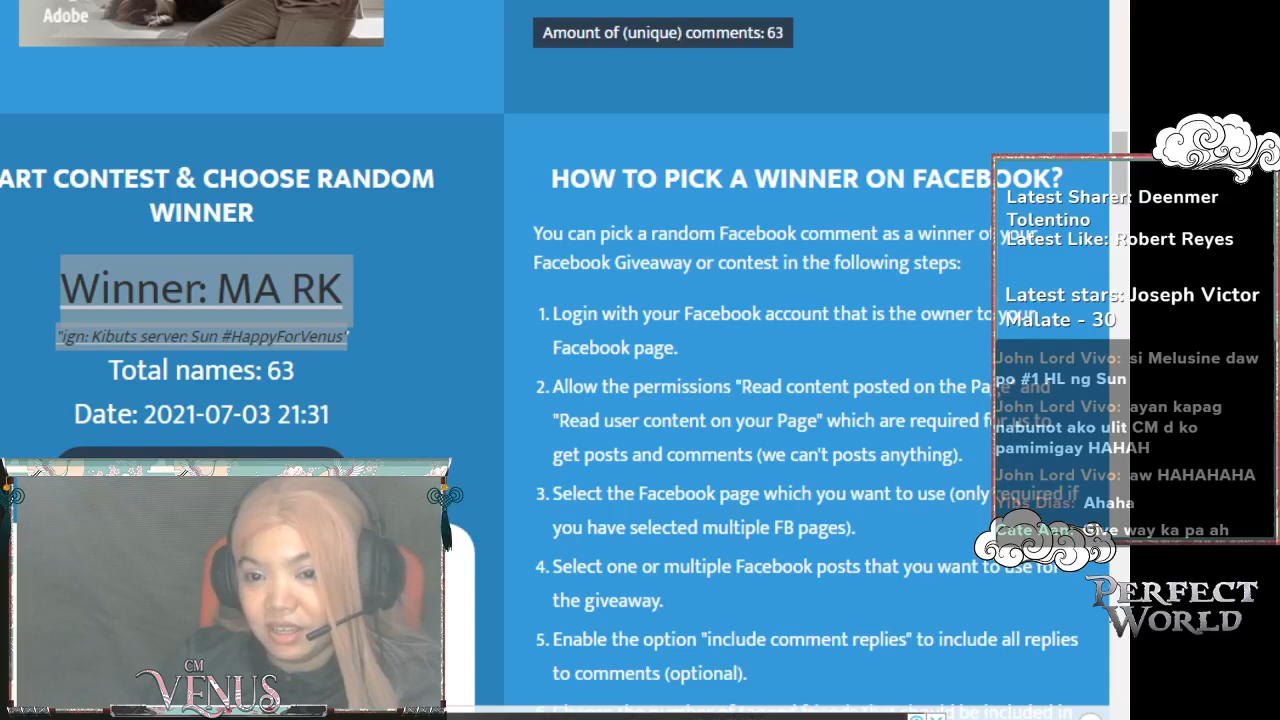 Adobe
Amount of (unique) comments: 63
ART CONTEST & CHOOSE RANDOM
WINNER
Winner: MA RK
"ign: Kibuts server: Sun #HappyForVenus"
Total names: 63
Date: 2021-07-03 21:31
HOW TO PICK A WINNER ON FACEBOOK?
You can pick a random Facebook comment as a winner of your
Facebook Giveaway or contest in the following steps:
1. Login with your Facebook account that is the owner to your
Facebook page.
2. Allow the permissions "Read content posted on the Page" and
"Read user content on your Page" which are required for us to
get posts and comments (we can't posts anything).
3. Select the Facebook page which you want to use (only required if
you have selected multiple FB pages).
4. Select one or multiple Facebook posts that you want to use for
the giveaway.
5. Enable the option "include comment replies" to include all replies
to comments (optional).
should be included in
Latest Sharer: Deenmer
Tolentino
Latest Like: Robert Reyes
Latest stars: Joseph Victor
Malate - 30
John Lord Vivo: si Melusine daw
po #1 HL ng Sun
John Lord Vivo: ayan kapag
nabunot ako ulit CM d ko
pamimigay HAHAH
John Lord Vivo: aw HAHAHAHA
Yibs Dias: Ahaha
Cate Aan: Give way ka pa ah
PERFECT
WORLD
CM
VENUS